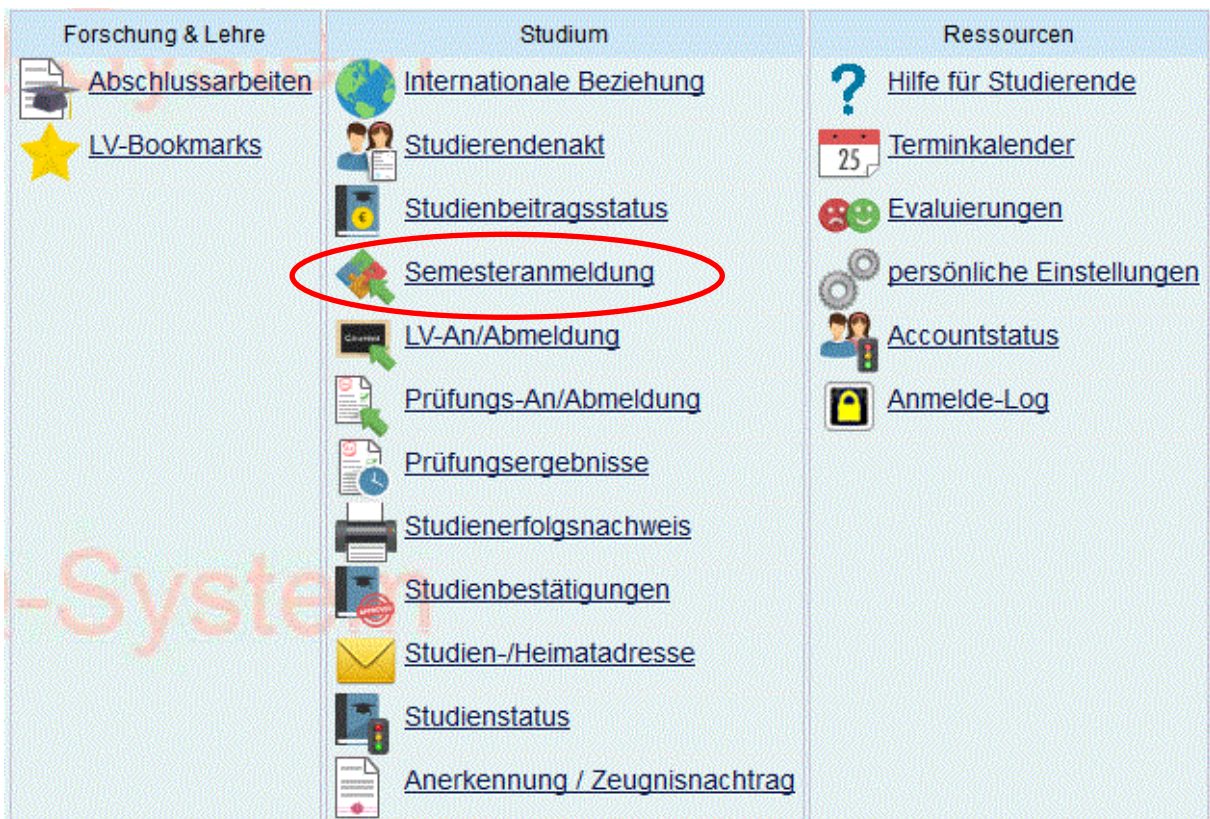 Forschung & Lehre
Abschlussarbeiten
LV-Bookmarks
Studium
Internationale Beziehung
Studierendenakt
Studienbeitragsstatus
Semesteranmeldung
LV-An/Abmeldung
Prüfungs-An/Abmeldung
Prüfungsergebnisse
Studienerfolgsnachweis
Studienbestätigungen
Studien-/Heimatadresse
Studienstatus
Anerkennung / Zeugnisnachtrag
Ressourcen
Hilfe für Studierende
Terminkalender
25
Evaluierungen
persönliche Einstellungen
Accountstatus
Anmelde-Log
-System